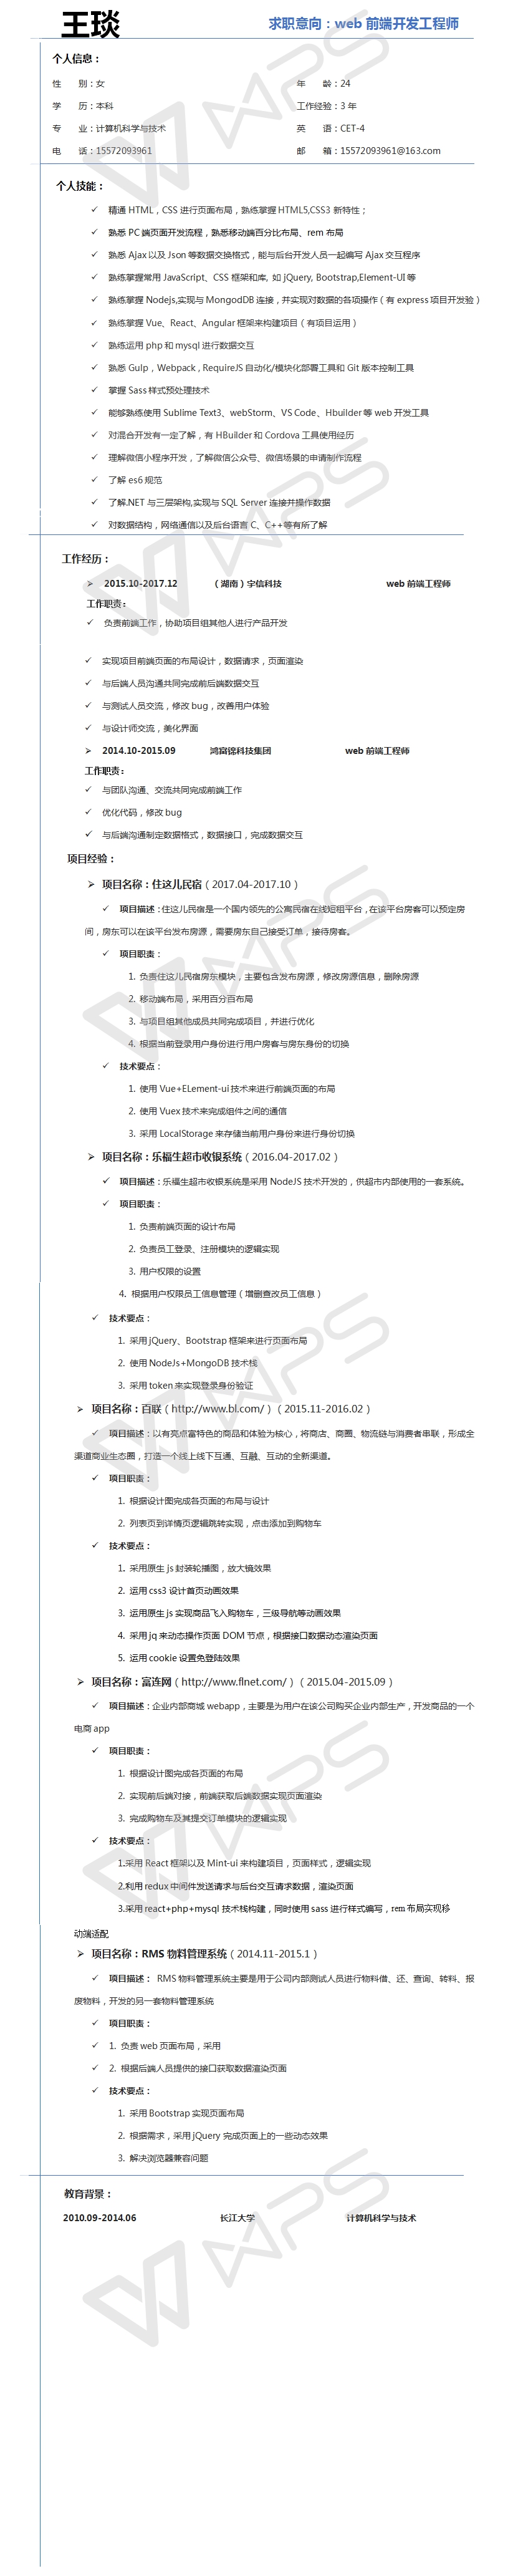 王琰
求职意向：web 前端开发工程师
个人信息：
性　别：女　年　龄：24
学　历：本科　工作经验：3 年
专　业：计算机科学与技术　英　语：CET-4
电　话：15572093961　邮　箱：15572093961@163.com
个人技能：
✓ 精通 HTML，CSS 进行页面布局，熟练掌握 HTML5,CSS3 新特性；
✓ 熟悉 PC 端页面开发流程，熟悉移动端百分比布局、rem 布局
✓ 熟悉 Ajax 以及 Json 等数据交换格式，能与后台开发人员一起编写 Ajax 交互程序
✓ 熟练掌握常用 JavaScript、CSS 框架和库, 如 jQuery, Bootstrap,Element-UI 等
✓ 熟练掌握 Nodejs,实现与 MongodDB 连接，并实现对数据的各项操作（有 express 项目开发验）
✓ 熟练掌握 Vue、React、Angular 框架来构建项目（有项目运用）
✓ 熟练运用 php 和 mysql 进行数据交互
✓ 熟悉 Gulp，Webpack , RequireJS 自动化/模块化部署工具和 Git 版本控制工具
✓ 掌握 Sass 样式预处理技术
✓ 能够熟练使用 Sublime Text3、webStorm、VS Code、Hbuilder 等 web 开发工具
✓ 对混合开发有一定了解，有 HBuilder 和 Cordova 工具使用经历
✓ 理解微信小程序开发，了解微信公众号、微信场景的申请制作流程
✓ 了解 es6 规范
✓ 了解.NET 与三层架构,实现与 SQL Server 连接并操作数据
✓ 对数据结构，网络通信以及后台语言 C、C++等有所了解
工作经历：
➢ 2015.10-2017.12　（湖南）宇信科技　web 前端工程师
工作职责：
✓ 负责前端工作，协助项目组其他人进行产品开发
✓ 实现项目前端页面的布局设计，数据请求，页面渲染
✓ 与后端人员沟通共同完成前后端数据交互
✓ 与测试人员交流，修改 bug，改善用户体验
✓ 与设计师交流，美化界面
➢ 2014.10-2015.09　鸿富锦科技集团　web 前端工程师
工作职责：
✓ 与团队沟通、交流共同完成前端工作
✓ 优化代码，修改 bug
✓ 与后端沟通制定数据格式，数据接口，完成数据交互
项目经验：
➢ 项目名称：住这儿民宿（2017.04-2017.10）
✓ 项目描述：住这儿民宿是一个国内领先的公寓民宿在线短租平台，在该平台房客可以预定房
间，房东可以在该平台发布房源，需要房东自己接受订单，接待房客。
✓ 项目职责：
1. 负责住这儿民宿房东模块，主要包含发布房源，修改房源信息，删除房源
2. 移动端布局，采用百分百布局
3. 与项目组其他成员共同完成项目，并进行优化
4. 根据当前登录用户身份进行用户房客与房东身份的切换
✓ 技术要点：
1. 使用 Vue+ELement-ui 技术来进行前端页面的布局
2. 使用 Vuex 技术来完成组件之间的通信
3. 采用 LocalStorage 来存储当前用户身份来进行身份切换
➢ 项目名称：乐福生超市收银系统（2016.04-2017.02）
✓ 项目描述：乐福生超市收银系统是采用 NodeJS 技术开发的，供超市内部使用的一套系统。
✓ 项目职责：
1. 负责前端页面的设计布局
2. 负责员工登录、注册模块的逻辑实现
3. 用户权限的设置
4. 根据用户权限员工信息管理（增删查改员工信息）
✓ 技术要点：
1. 采用 jQuery、Bootstrap 框架来进行页面布局
2. 使用 NodeJs+MongoDB 技术栈
3. 采用 token 来实现登录身份验证
➢ 项目名称：百联（http://www.bl.com/）（2015.11-2016.02）
✓ 项目描述：以有亮点富特色的商品和体验为核心，将商店、商圈、物流链与消费者串联，形成全
渠道商业生态圈，打造一个线上线下互通、互融、互动的全新渠道。
✓ 项目职责：
1. 根据设计图完成各页面的布局与设计
2. 列表页到详情页逻辑跳转实现，点击添加到购物车
✓ 技术要点：
1. 采用原生 js 封装轮播图，放大镜效果
2. 运用 css3 设计首页动画效果
3. 运用原生 js 实现商品飞入购物车，三级导航等动画效果
4. 采用 jq 来动态操作页面 DOM 节点，根据接口数据动态渲染页面
5. 运用 cookie 设置免登陆效果
➢ 项目名称：富连网（http://www.flnet.com/）（2015.04-2015.09）
✓ 项目描述：企业内部商城 webapp，主要是为用户在该公司购买企业内部生产，开发商品的一个
电商 app
✓ 项目职责：
1. 根据设计图完成各页面的布局
2. 实现前后端对接，前端获取后端数据实现页面渲染
3. 完成购物车及其提交订单模块的逻辑实现
✓ 技术要点：
1.采用 React 框架以及 Mint-ui 来构建项目，页面样式，逻辑实现
2.利用 redux 中间件发送请求与后台交互请求数据，渲染页面
3.采用 react+php+mysql 技术栈构建，同时使用 sass 进行样式编写，rem 布局实现移
动端适配
➢ 项目名称：RMS 物料管理系统（2014.11-2015.1）
✓ 项目描述： RMS 物料管理系统主要是用于公司内部测试人员进行物料借、还、查询、转料、报
废物料，开发的另一套物料管理系统
✓ 项目职责：
✓ 1. 负责 web 页面布局，采用
✓ 2. 根据后端人员提供的接口获取数据渲染页面
✓ 技术要点：
1. 采用 Bootstrap 实现页面布局
2. 根据需求，采用 jQuery 完成页面上的一些动态效果
3. 解决浏览器兼容问题
教育背景：
2010.09-2014.06　长江大学　计算机科学与技术